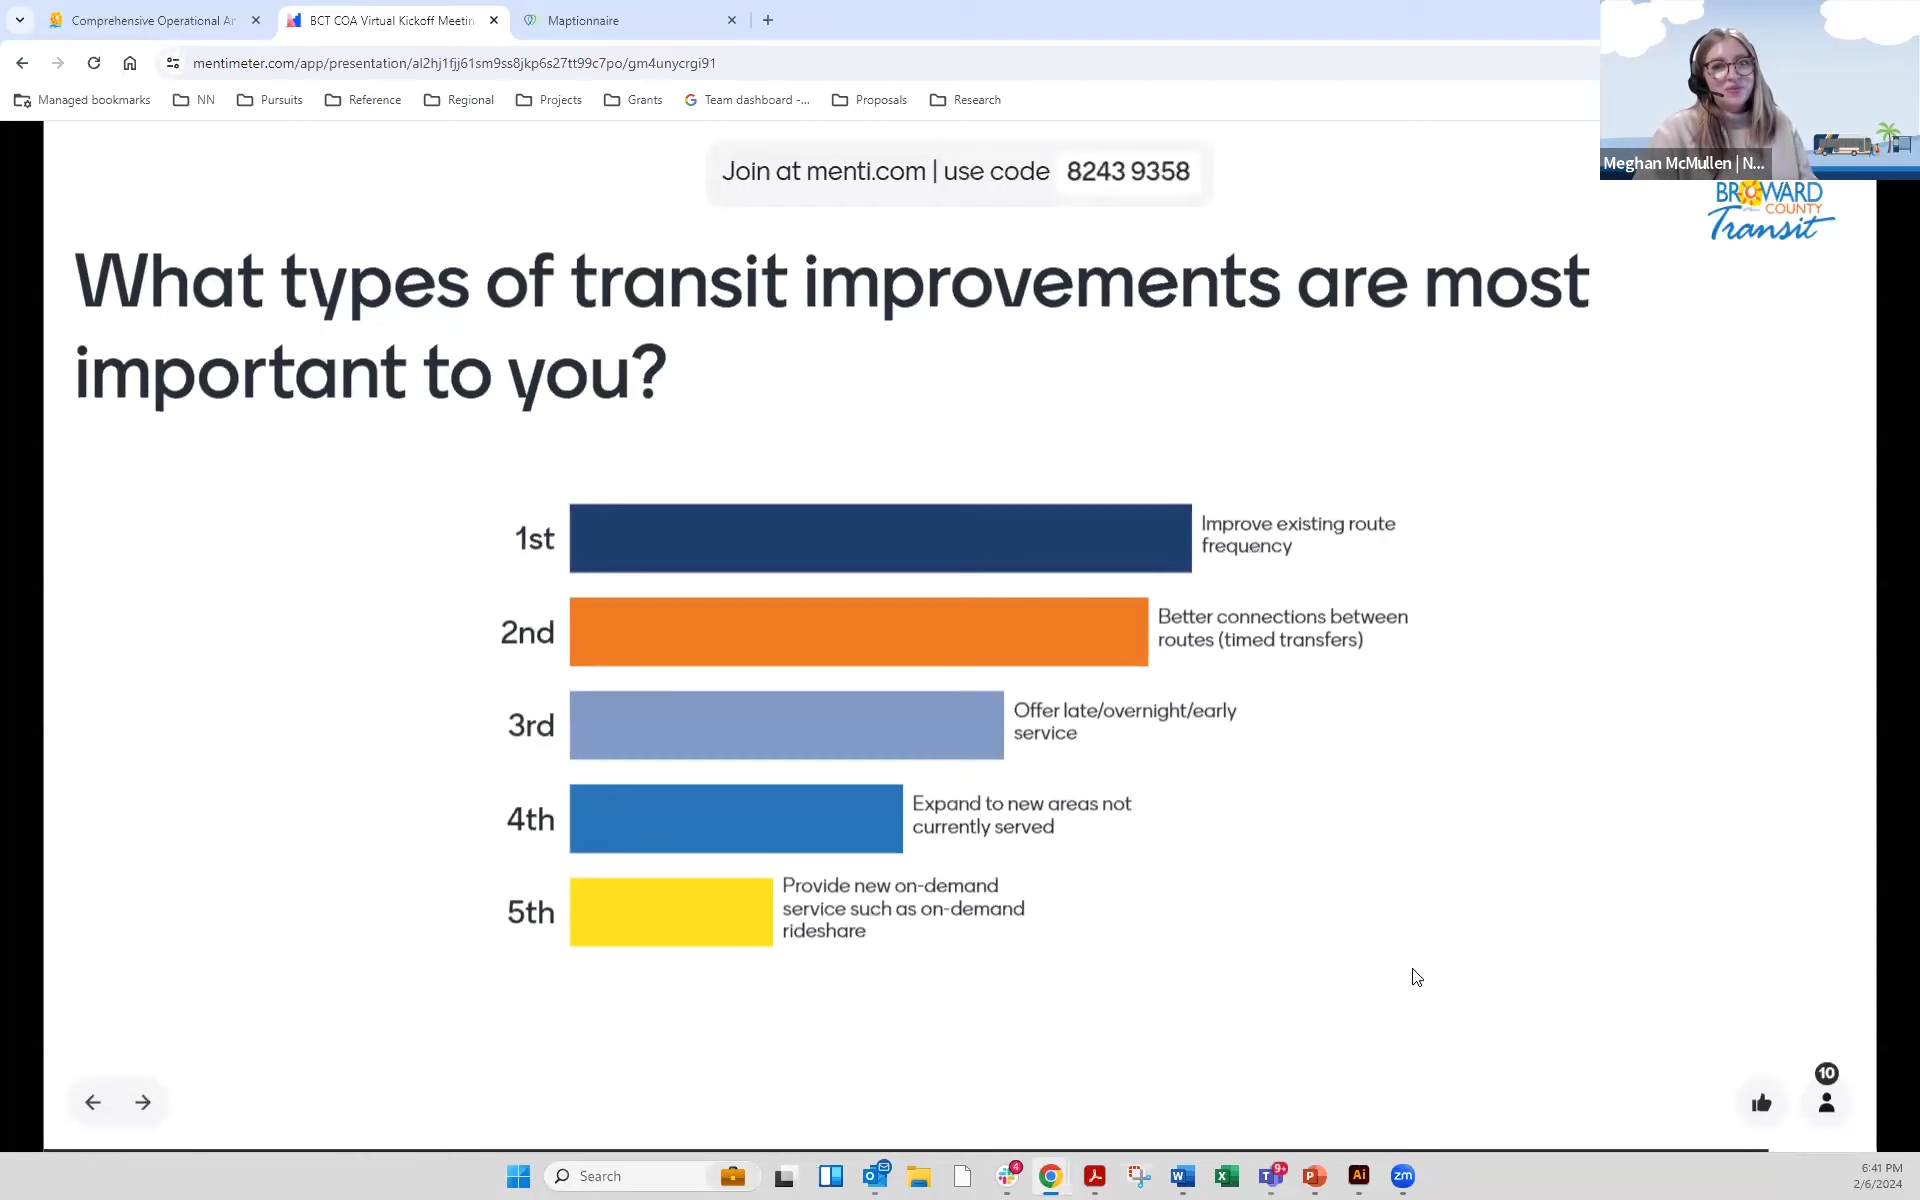 Comprehensive Operational Ar
BCT COA Virtual Kickoff Meetin
Maptionnaire
mentimeter.com/app/presentation/al2hj1fjj61sm9ss8jkp6s27tt99c7po/gm4unycrgi91
Managed bookmarks
NN
Pursuits
Reference
Regional
Projects
Grants
Team dashboard -...
Proposals
Research
Meghan McMullen | N...
Join at menti.com | use code 8243 9358
BROWARD
COUNTY
Transit
What types of transit improvements are most
important to you?
1st
Improve existing route
frequency
2nd
Better connections between
routes (timed transfers)
3rd
Offer late/overnight/early
service
4th
Expand to new areas not
currently served
5th
Provide new on-demand
service such as on-demand
rideshare
10
Search
4
9+
Ai
zm
6:41 PM
2/6/2024